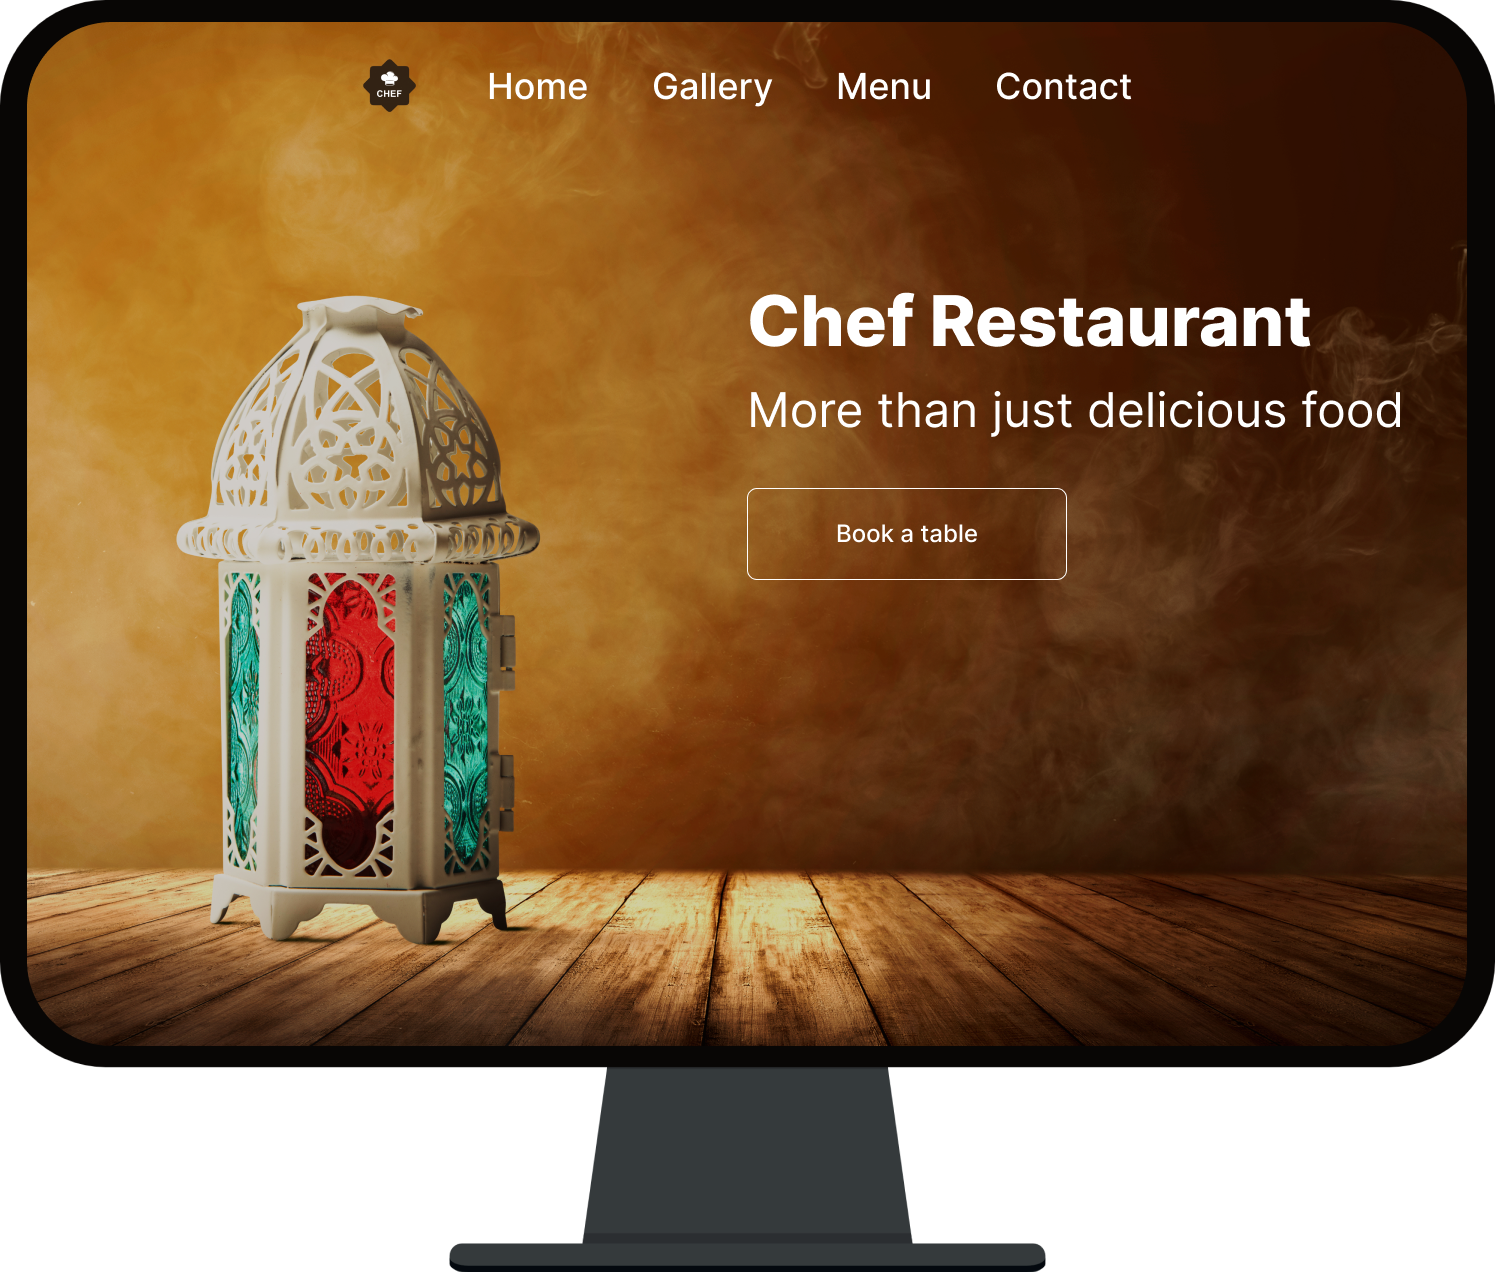 CHEF
Home Gallery Menu Contact
Chef Restaurant
More than just delicious food
Book a table